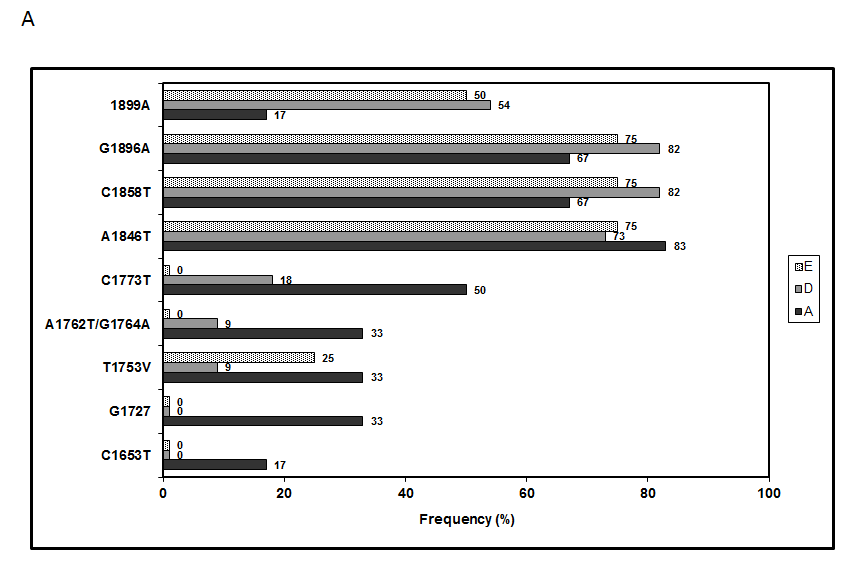 A
1899A
50
54
17
G1896A
75
82
67
C1858T
75
82
67
A1846T
75
73
83
C1773T
0
18
50
A1762T/G1764A
0
9
33
T1753V
25
9
33
G1727
0
0
33
C1653T
0
0
17
0 20 40 60 80 100
Frequency (%)
E
D
A